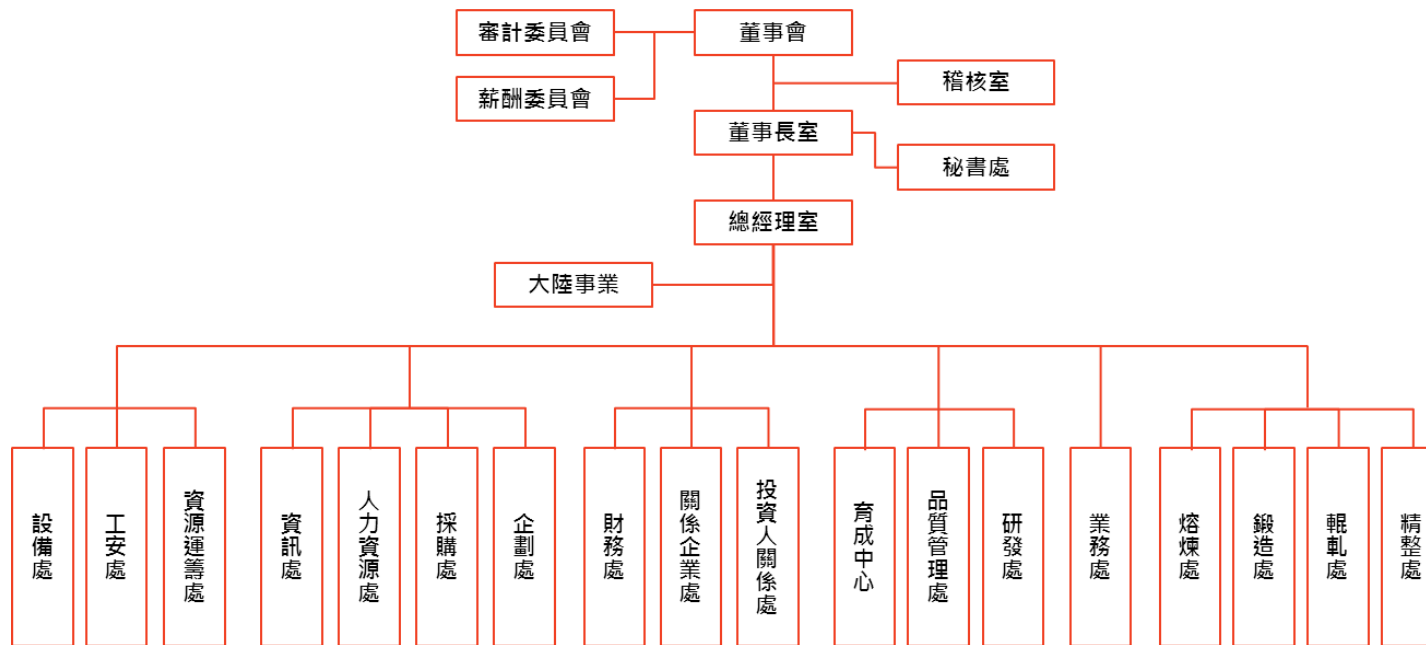 審計委員會
董事會
薪酬委員會
稽核室
董事長室
秘書處
總經理室
大陸事業
設備處
工安處
資源運籌處
資訊處
人力資源處
採購處
企劃處
財務處
關係企業處
投資人關係處
育成中心
品質管理處
研發處
業務處
熔煉處
鍛造處
輥軋處
精整處